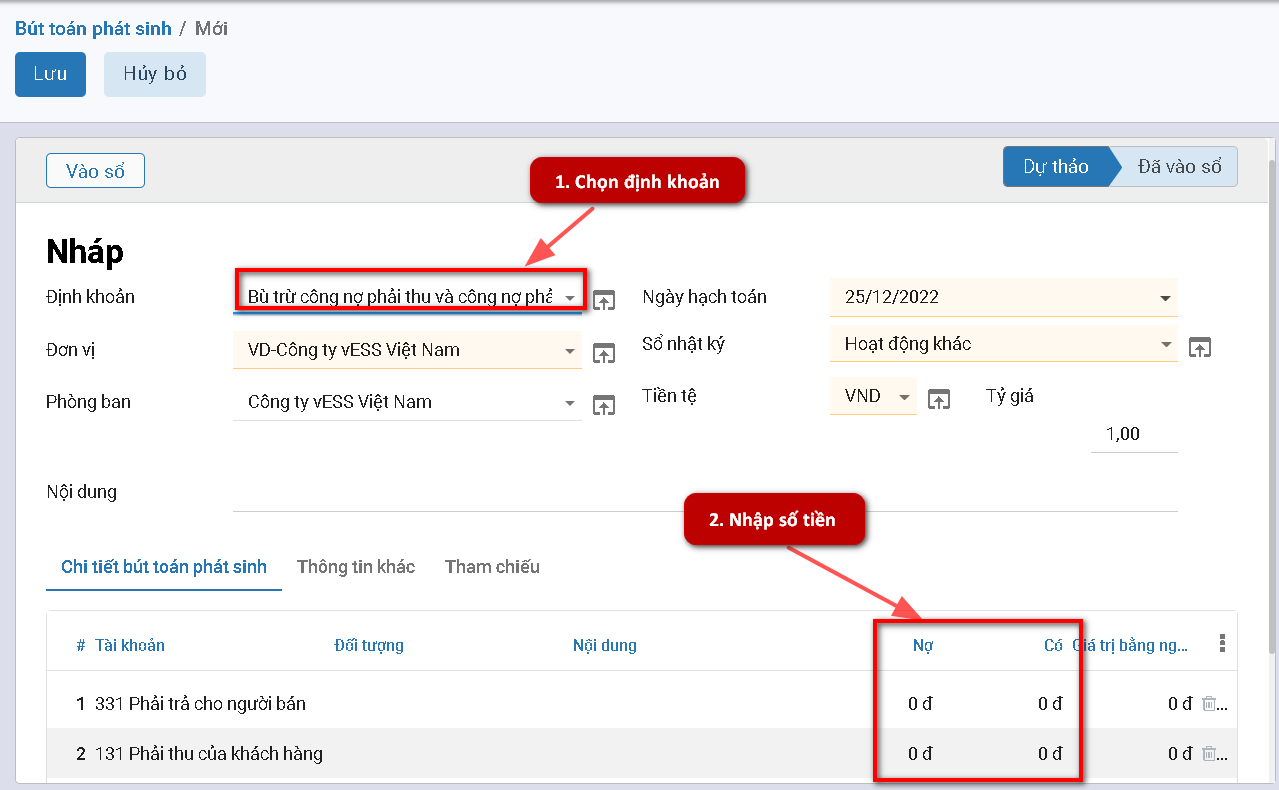 Bút toán phát sinh / Mới
Lưu Hủy bỏ
Vào sổ
1. Chọn định khoản
Dự thảo Đã vào sổ
Nháp
Định khoản Bù trừ công nợ phải thu và công nợ phả Ngày hạch toán 25/12/2022
Đơn vị VD-Công ty vESS Việt Nam Sổ nhật ký Hoạt động khác
Phòng ban Công ty vESS Việt Nam Tiền tệ VND Tỷ giá
1,00
Nội dung
2. Nhập số tiền
Chi tiết bút toán phát sinh Thông tin khác Tham chiếu
# Tài khoản Đối tượng Nội dung Nợ Có Giá trị bằng ng...
1 331 Phải trả cho người bán 0 đ 0 đ 0 đ ...
2 131 Phải thu của khách hàng 0 đ 0 đ 0 đ ...